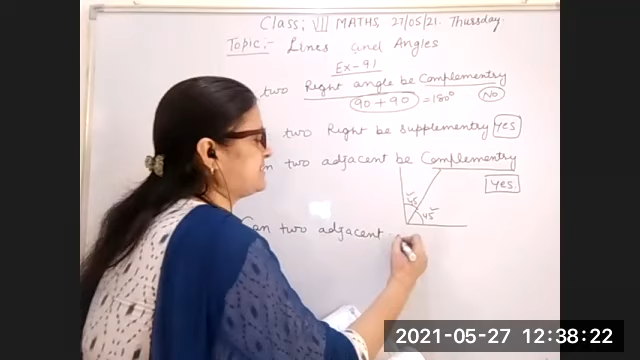 Class; VII MATHS 27/05/21. Thursday.
Topic:- Lines and Angles
Ex-9.1
two Right angle be Complementry
90 + 90 = 180° No
two Right be supplementry Yes
n two adjacent be Complementry
Yes.
45
45
Can two adjacent
2021-05-27 12:38:22